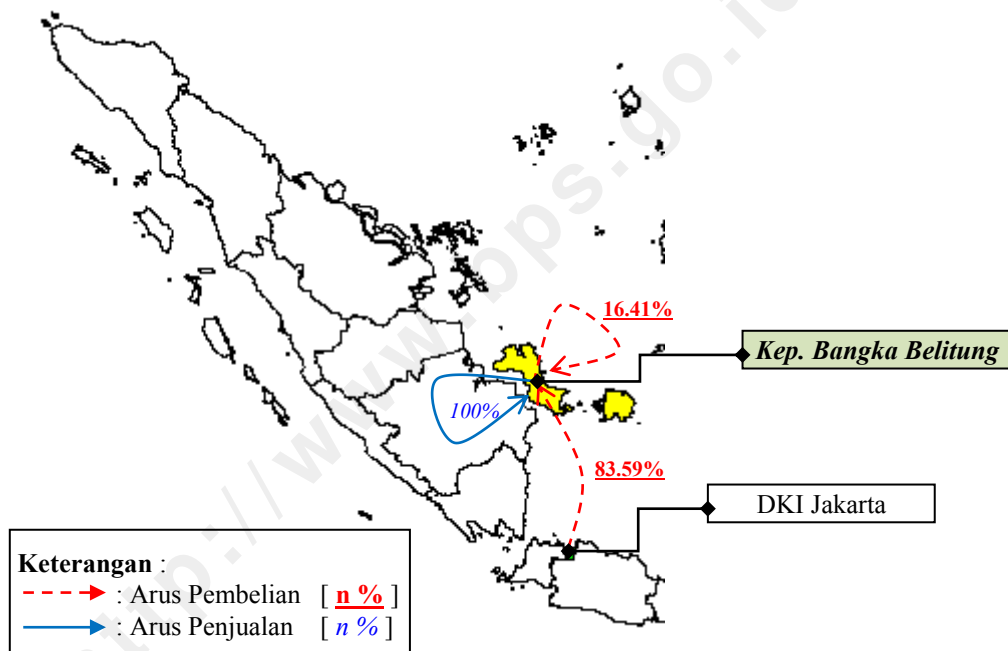 http://www.bps.go.id
16.41%
Kep. Bangka Belitung
100%
83.59%
DKI Jakarta
Keterangan :
: Arus Pembelian [ n % ]
: Arus Penjualan [ n % ]